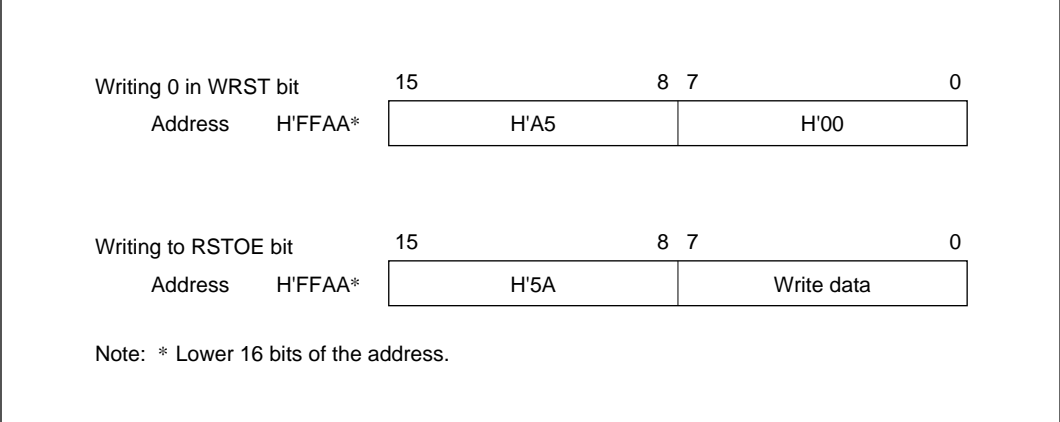 Writing 0 in WRST bit 15 8 7 0
Address H'FFAA* H'A5 H'00
Writing to RSTOE bit 15 8 7 0
Address H'FFAA* H'5A Write data
Note: * Lower 16 bits of the address.